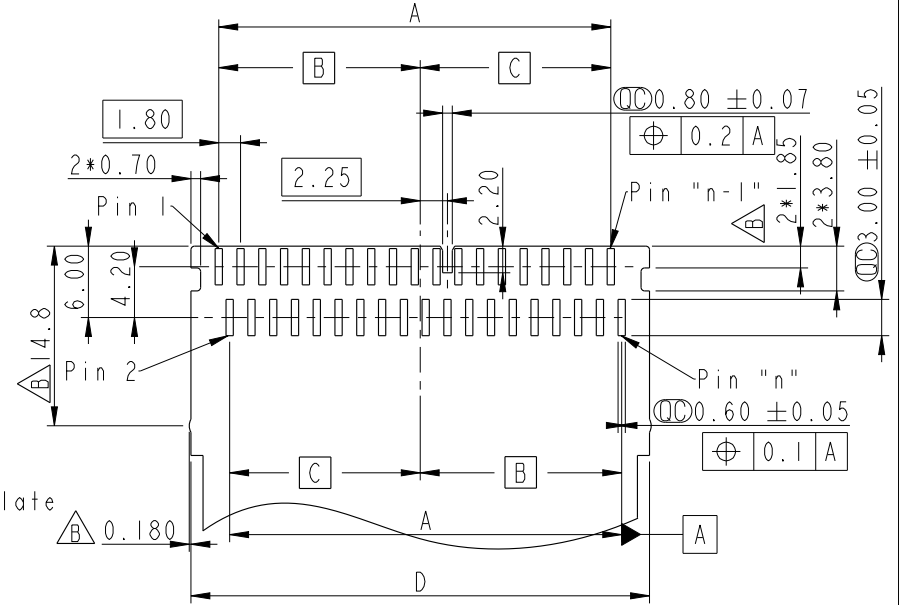 A
B
C
QC 0.80 ±0.07
1.80
⌖ 0.2 A
2*0.70
2.25
2.20
Pin 1
Pin "n-1"
B
2*1.85
2*3.80
QC 3.00 ±0.05
6.00
4.20
B 14.8
Pin 2
Pin "n"
QC 0.60 ±0.05
⌖ 0.1 A
C
B
late
B 0.180
A
A
D